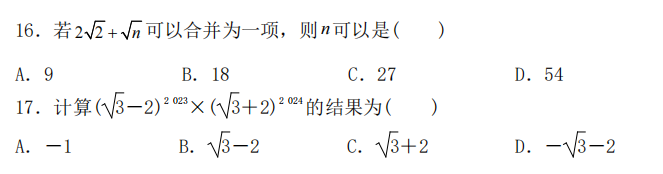 16．若2√2+√n可以合并为一项，则n可以是(　　)
A．9　　B．18　　C．27　　D．54
17．计算(√3－2)²⁰²³×(√3＋2)²⁰²⁴的结果为(　　)
A．－1　　B．√3－2　　C．√3＋2　　D．－√3－2